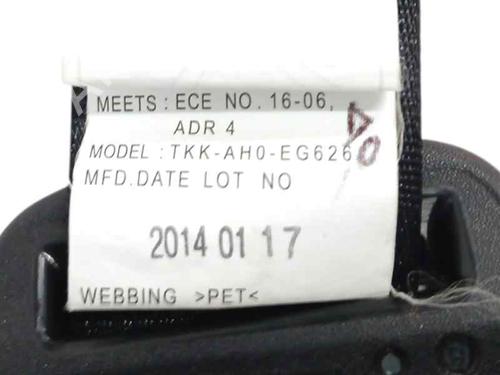 MEETS : ECE NO. 16-06,
ADR 4
MODEL : TKK-AH0-EG626
MFD.DATE LOT NO
2014 01 17
WEBBING >PET<